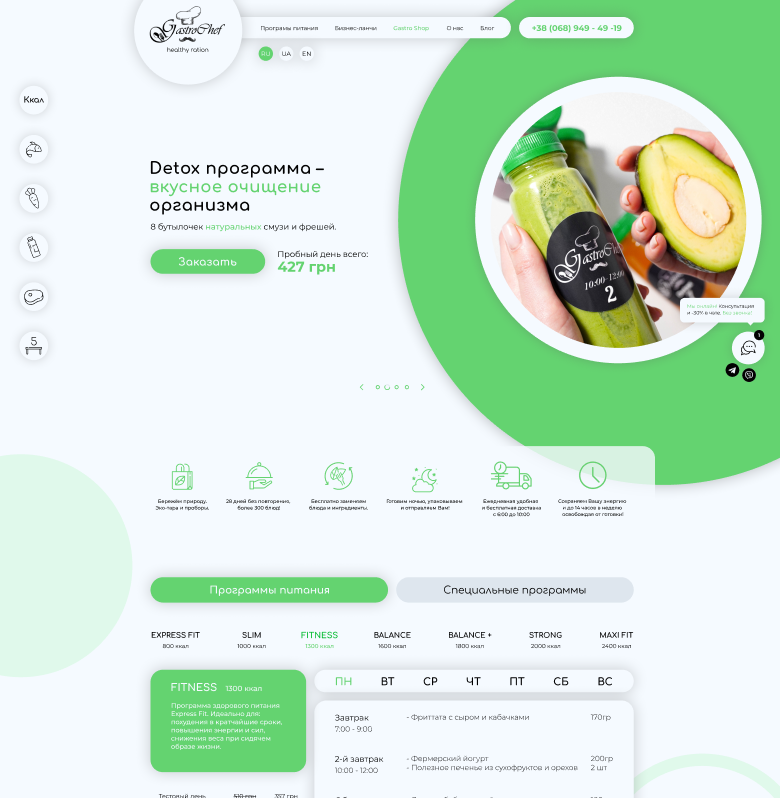 GastroChef
healthy ration
Програмы питания
Бизнес-ланчи
Gastro Shop
О нас
Блог
+38 (068) 949 - 49 -19
RU
UA
EN
Ккал
5
Detox программа –
вкусное очищение
организма
8 бутылочек натуральных смузи и фрешей.
Заказать
Пробный день всего:
427 грн
GastroChef
10:00-12:00
2
Мы онлайн! Консультация
и -30% в чате. Без звонка!
1
Бережём природу.
Эко-тара и приборы.
28 дней без повторения,
более 300 блюд!
Бесплатно заменяем
блюда и ингредиенты.
Готовим ночью, упаковываем
и отправляем Вам!
Ежедневная удобная
и бесплатная доставка
с 6:00 до 10:00
Сохраняем Вашу энергию
и до 14 часов в неделю
освобождая от готовки!
Программы питания
Специальные программы
EXPRESS FIT
800 ккал
SLIM
1000 ккал
FITNESS
1300 ккал
BALANCE
1600 ккал
BALANCE +
1800 ккал
STRONG
2000 ккал
MAXI FIT
2400 ккал
FITNESS 1300 ккал
Программа здорового питания
Express Fit. Идеально для:
похудения в кратчайшие сроки,
повышения энергии и сил,
снижения веса при сидячем
образе жизни.
ПН
ВТ
СР
ЧТ
ПТ
СБ
ВС
Завтрак
7:00 - 9:00
- Фриттата с сыром и кабачками
170гр
2-й завтрак
10:00 - 12:00
- Фермерский йогурт
200гр
- Полезное печенье из сухофруктов и орехов
2 шт
Тестовый день
510 грн
357 грн